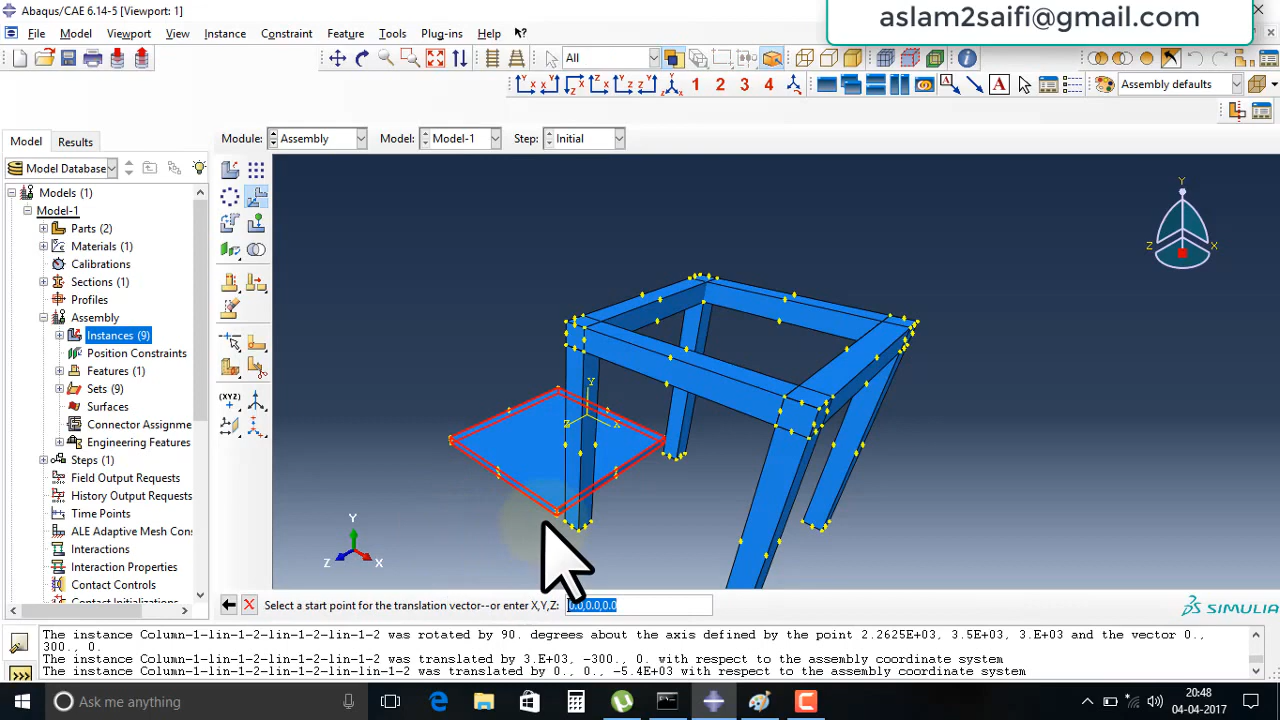 Abaqus/CAE 6.14-5 [Viewport: 1]
aslam2saifi@gmail.com
File Model Viewport View Instance Constraint Feature Tools Plug-ins Help
All
1 2 3 4 A Assembly defaults
Model Results
Module: Assembly Model: Model-1 Step: Initial
Model Database
Models (1)
Model-1
Parts (2)
Materials (1)
Calibrations
Sections (1)
Profiles
Assembly
Instances (9)
Position Constraints
Features (1)
Sets (9)
Surfaces
Connector Assignme
Engineering Features
Steps (1)
Field Output Requests
History Output Requests
Time Points
ALE Adaptive Mesh Con
Interactions
Interaction Properties
Contact Controls
(XYZ)
Y
Z X
Y
Z X
Y
Z X
Select a start point for the translation vector--or enter X,Y,Z: 0.0,0.0,0.0
SIMULIA
The instance Column-1-lin-1-2-lin-1-2-lin-1-2 was rotated by 90. degrees about the axis defined by the point 2.2625E+03, 3.5E+03, 3E+03 and the vector 0.,
300., 0.
The instance Column-1-lin-1-2-lin-1-2-lin-1-2 was translated by 3.E+03, -300., 0. with respect to the assembly coordinate system
The instance Column-1-lin-1-2-lin-1-2-lin-1-2 was translated by 0., 0., -5.4E+03 with respect to the assembly coordinate system
>>>
Ask me anything
20:48
04-04-2017